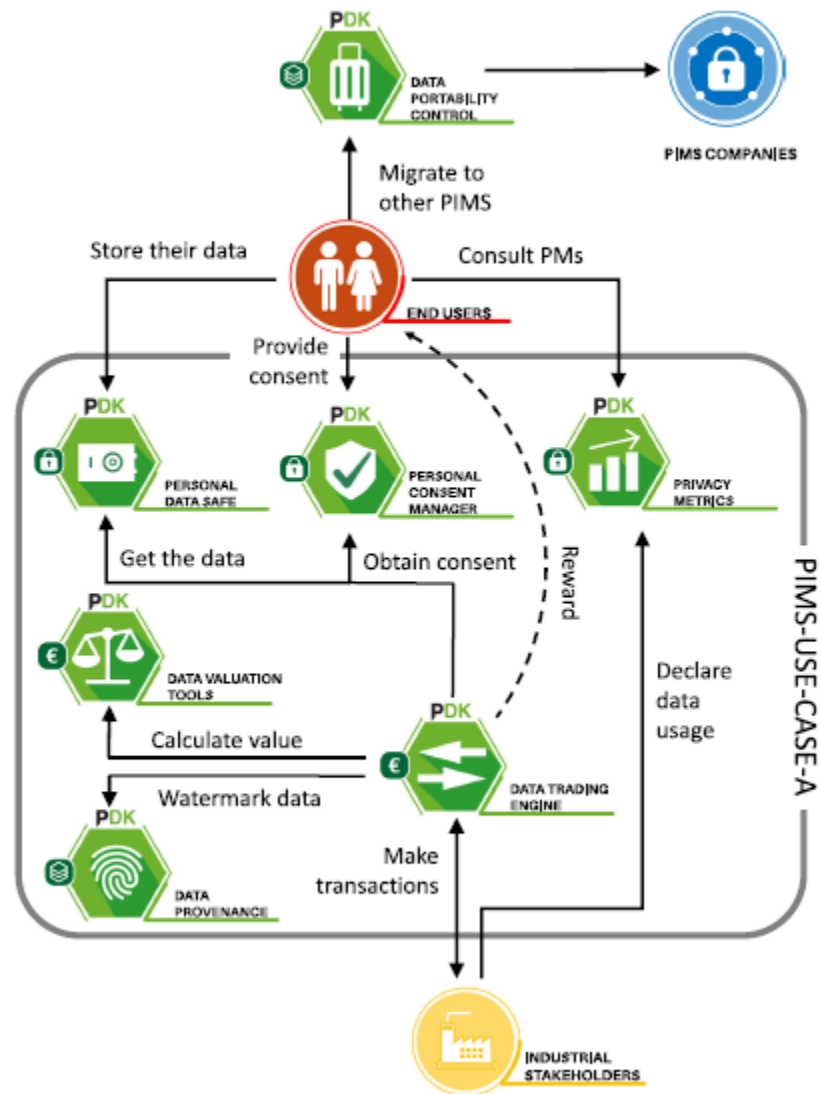 PDK
DATA
PORTABILITY
CONTROL
PIMS COMPANIES
Migrate to
other PIMS
Store their data
Consult PMs
END USERS
Provide
consent
PDK
PERSONAL
DATA SAFE
PDK
PERSONAL
CONSENT
MANAGER
PDK
PRIVACY
METRICS
Get the data
Obtain consent
Reward
PIMS-USE-CASE-A
PDK
€
DATA VALUATION
TOOLS
Declare
data
usage
Calculate value
PDK
€
DATA TRADING
ENGINE
Watermark data
PDK
DATA
PROVENANCE
Make
transactions
INDUSTRIAL
STAKEHOLDERS